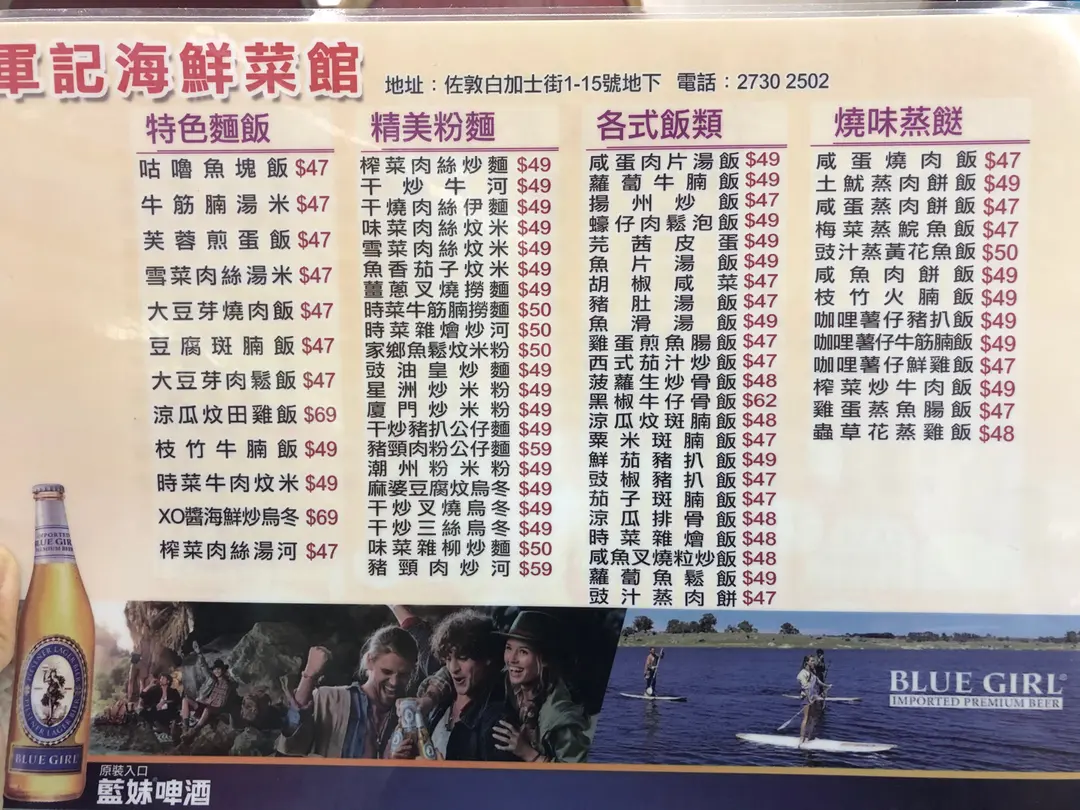 軍記海鮮菜館
地址：佐敦白加士街1-15號地下 電話：2730 2502
特色麵飯
咕嚕魚塊飯 $47
牛筋腩湯米 $47
芙蓉煎蛋飯 $47
雪菜肉絲湯米 $47
大豆芽燒肉飯 $47
豆腐斑腩飯 $47
大豆芽肉鬆飯 $47
涼瓜炆田雞飯 $69
枝竹牛腩飯 $49
時菜牛肉炆米 $49
XO醬海鮮炒烏冬 $69
榨菜肉絲湯河 $47
精美粉麵
榨菜肉絲炒麵 $49
干炒牛河 $49
干燒肉絲伊麵 $49
味菜肉絲炆米 $49
雪菜肉絲炆米 $49
魚香茄子炆米 $49
薑蔥叉燒撈麵 $49
時菜牛筋腩撈麵 $50
時菜雜燴炒河 $50
家鄉魚鬆炆米粉 $50
豉油皇炒麵 $49
星洲炒米粉 $49
廈門炒米粉 $49
干炒豬扒公仔麵 $49
豬頸肉粉公仔麵 $59
潮州粉米粉 $49
麻婆豆腐炆烏冬 $49
干炒叉燒烏冬 $49
干炒三絲烏冬 $49
味菜雜柳炒麵 $50
豬頸肉炒河 $59
各式飯類
咸蛋肉片湯飯 $49
蘿蔔牛腩飯 $49
揚州炒飯 $47
蠔仔肉鬆泡飯 $49
芫茜皮蛋 $49
魚片湯飯 $49
胡椒咸菜 $47
豬肚湯飯 $47
魚滑湯飯 $47
雞蛋煎魚腸飯 $47
西式茄汁炒飯 $47
菠蘿生炒骨飯 $48
黑椒牛仔骨飯 $62
涼瓜炆斑腩飯 $48
粟米斑腩飯 $47
鮮茄豬扒飯 $49
豉椒豬扒飯 $47
茄子斑腩飯 $47
涼瓜排骨飯 $48
時菜雜燴飯 $48
咸魚叉燒粒炒飯 $48
蘿蔔魚鬆飯 $49
豉汁蒸肉餅 $47
燒味蒸餸
咸蛋燒肉飯 $47
土魷蒸肉餅飯 $49
咸蛋蒸肉餅飯 $47
梅菜蒸鯇魚飯 $47
豉汁蒸黃花魚飯 $50
咸魚肉餅飯 $49
枝竹火腩飯 $49
咖哩薯仔豬扒飯 $49
咖哩薯仔牛筋腩飯 $49
咖哩薯仔鮮雞飯 $47
榨菜炒牛肉飯 $49
雞蛋蒸魚腸飯 $47
蟲草花蒸雞飯 $48
IMPORTED
BLUE GIRL
PREMIUM BEER
BLUE GIRL
原裝入口
藍妹啤酒
BLUE GIRL®
IMPORTED PREMIUM BEER